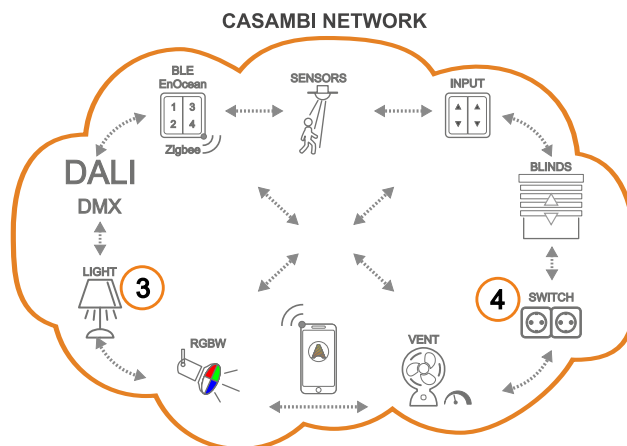 CASAMBI NETWORK
BLE
EnOcean
1 3
2 4
Zigbee
SENSORS
INPUT
BLINDS
DALI
DMX
LIGHT
3
4
SWITCH
RGBW
VENT